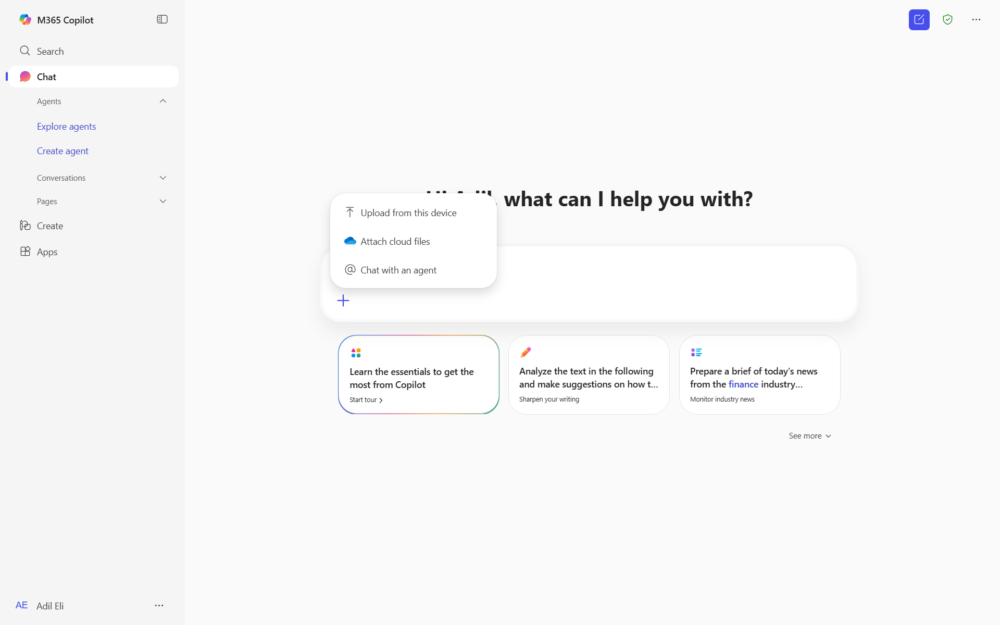 M365 Copilot
Search
Chat
Agents
Explore agents
Create agent
Conversations
Pages
Create
Apps
AE Adil Eli
what can I help you with?
Upload from this device
Attach cloud files
Chat with an agent
Learn the essentials to get the
most from Copilot
Start tour
Analyze the text in the following
and make suggestions on how t...
Sharpen your writing
Prepare a brief of today's news
from the finance industry...
Monitor industry news
See more